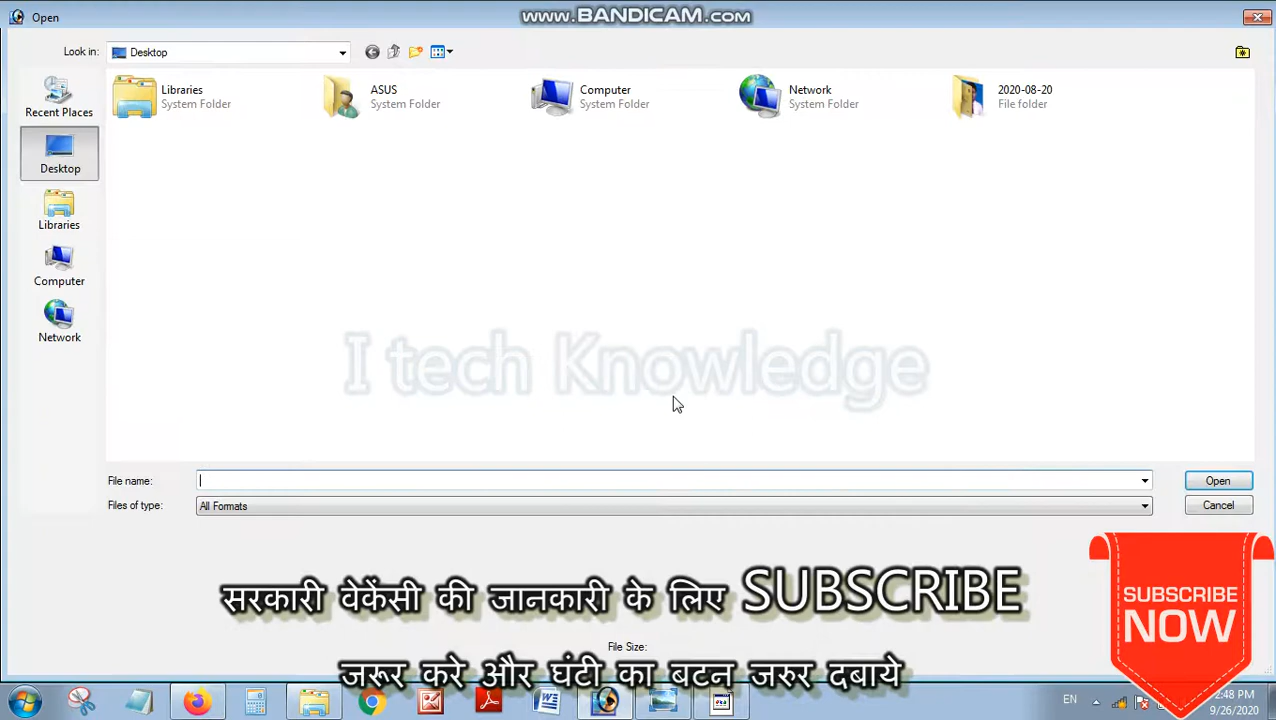 Open
www.BANDICAM.com
Look in:
Desktop
Recent Places
Desktop
Libraries
Computer
Network
Libraries
System Folder
ASUS
System Folder
Computer
System Folder
Network
System Folder
2020-08-20
File folder
I tech Knowledge
File name:
Open
Files of type:
All Formats
Cancel
सरकारी वेकेंसी की जानकारी के लिए SUBSCRIBE
File Size:
जरूर करे और घंटी का बटन जरुर दबाये
SUBSCRIBE
NOW
EN
2:48 PM
9/26/2020